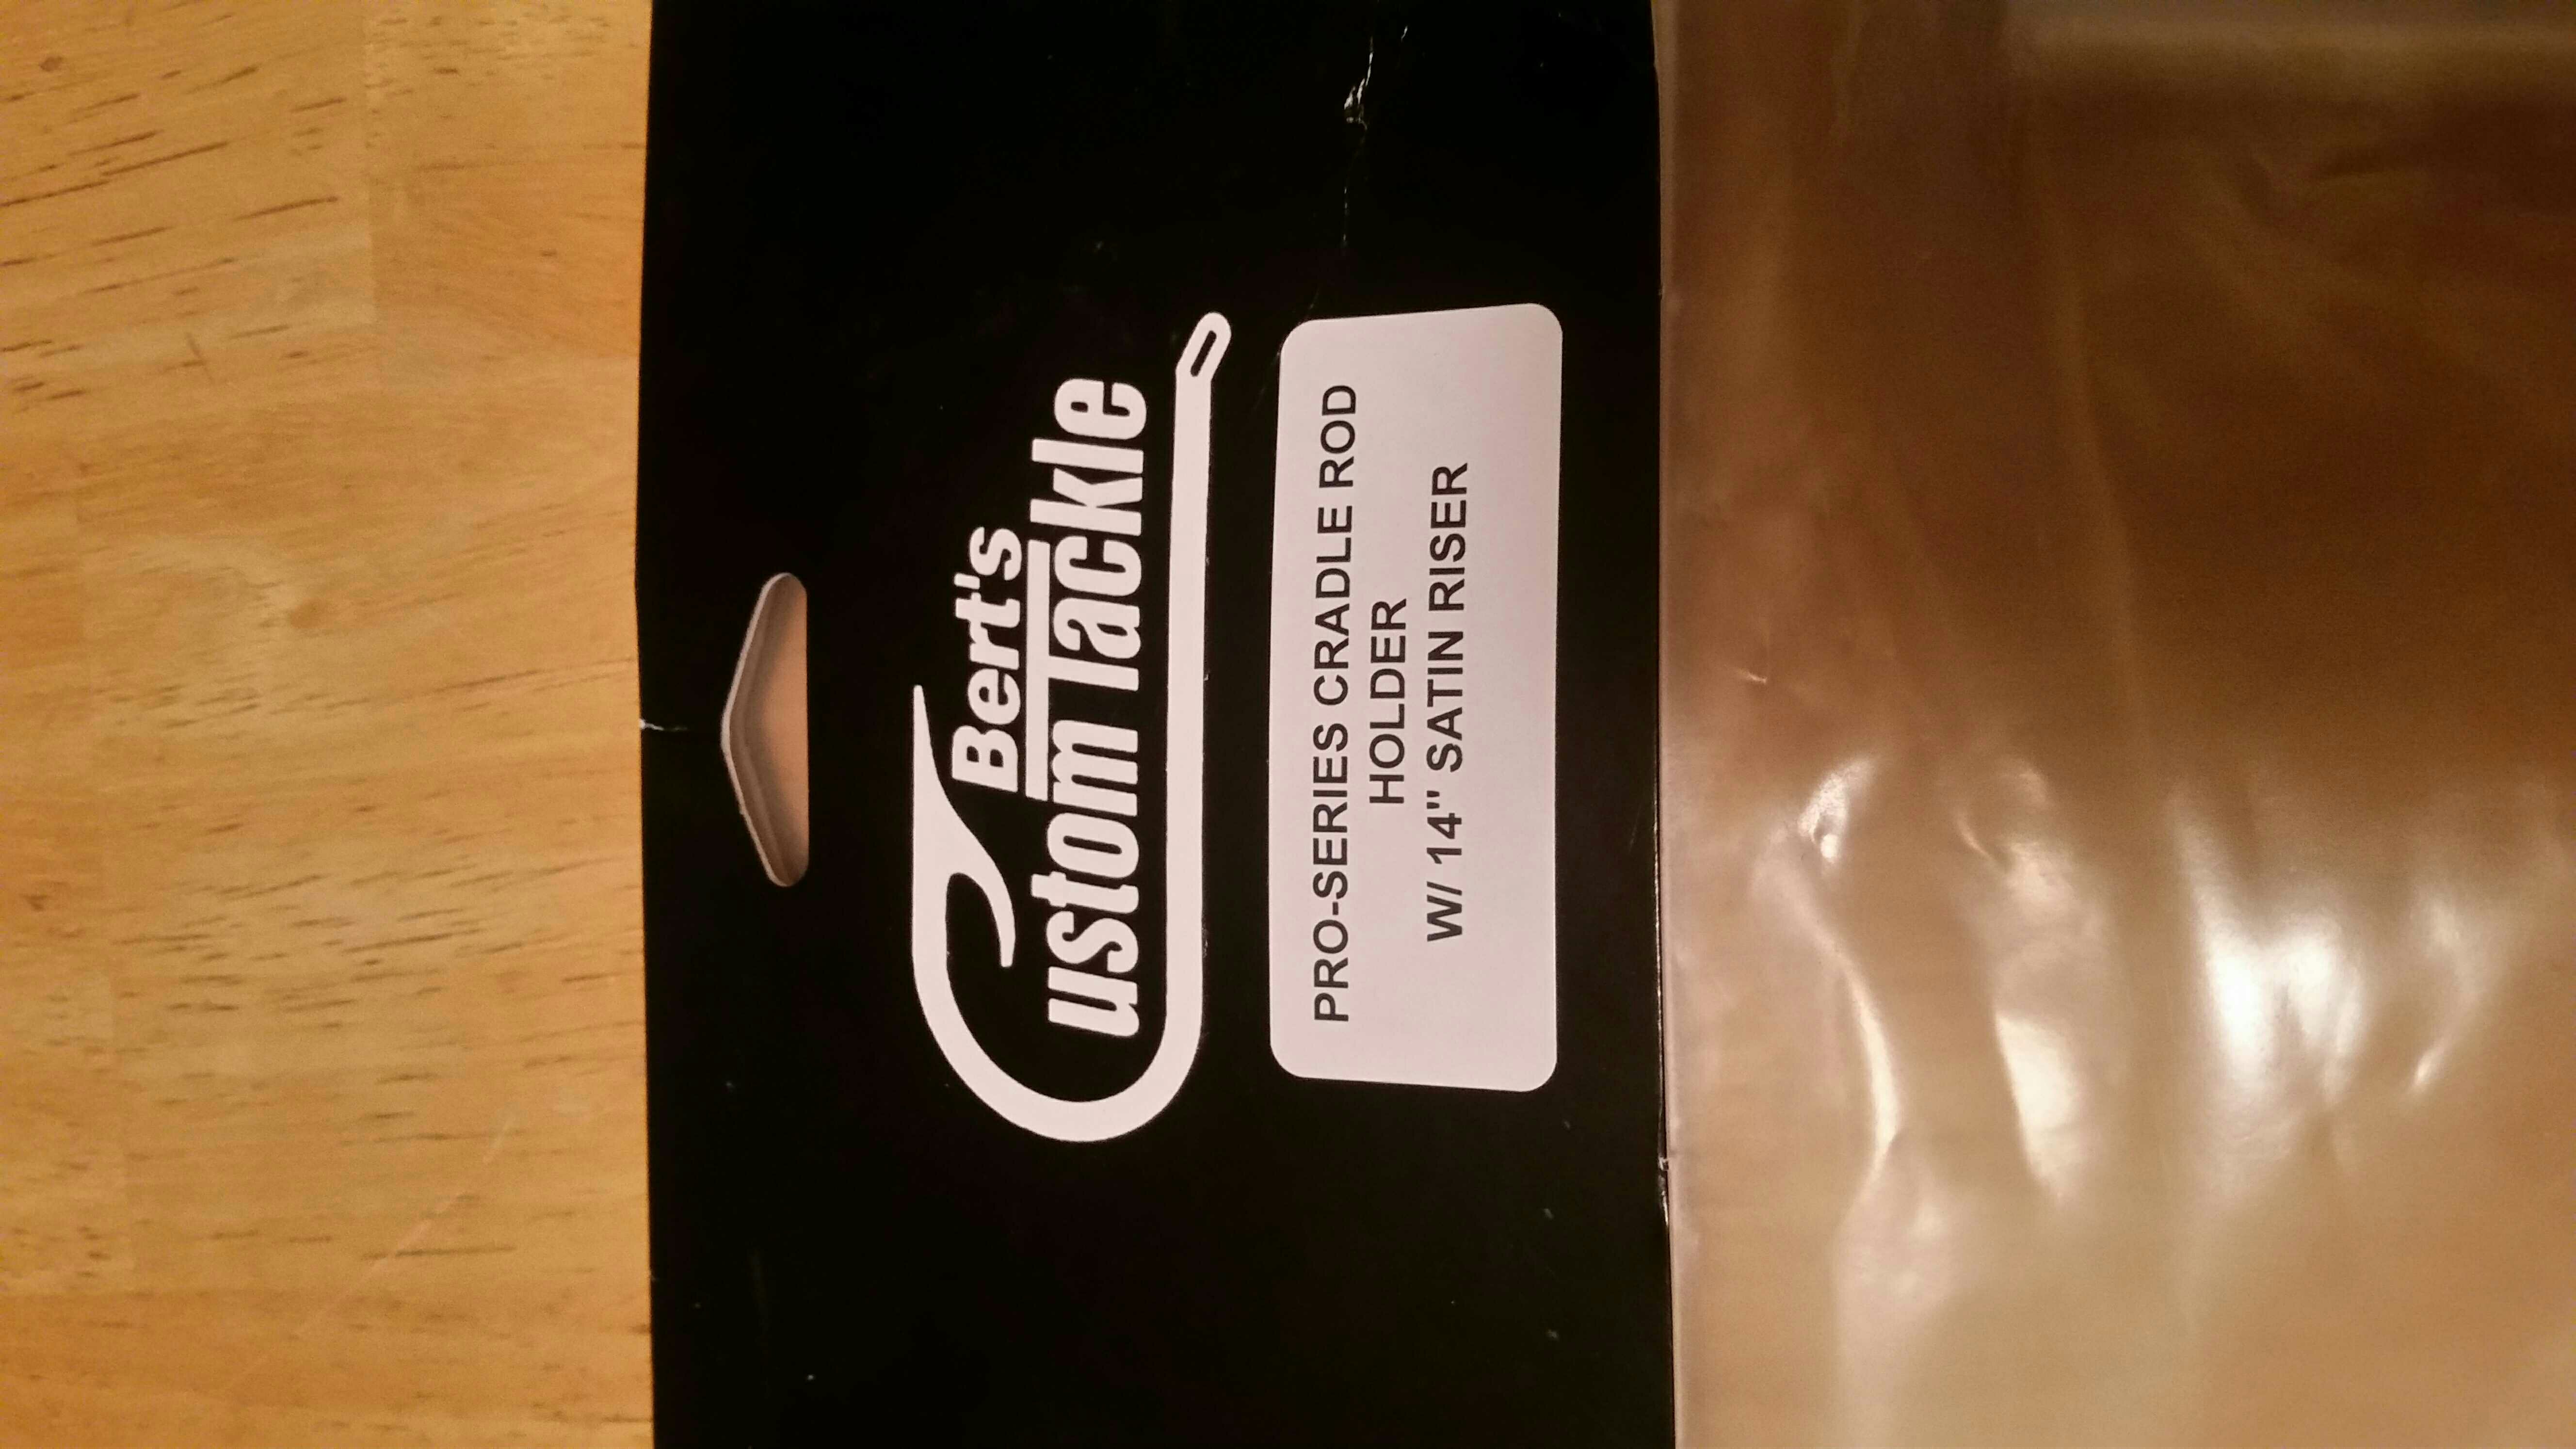 Bert's
Custom Tackle
PRO-SERIES CRADLE ROD
HOLDER
W/ 14" SATIN RISER